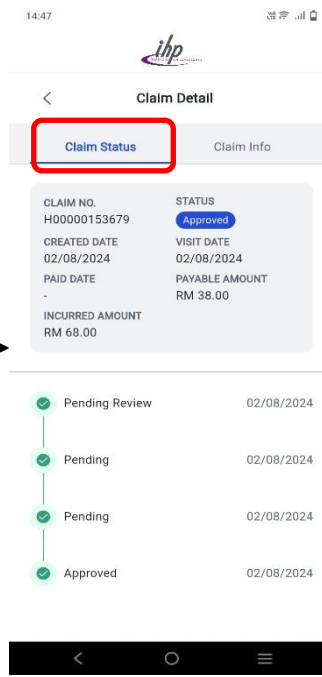 14:47
ihp
Claim Detail
Claim Status Claim Info
CLAIM NO. STATUS
H00000153679 Approved
CREATED DATE VISIT DATE
02/08/2024 02/08/2024
PAID DATE PAYABLE AMOUNT
- RM 38.00
INCURRED AMOUNT
RM 68.00
Pending Review 02/08/2024
Pending 02/08/2024
Pending 02/08/2024
Approved 02/08/2024